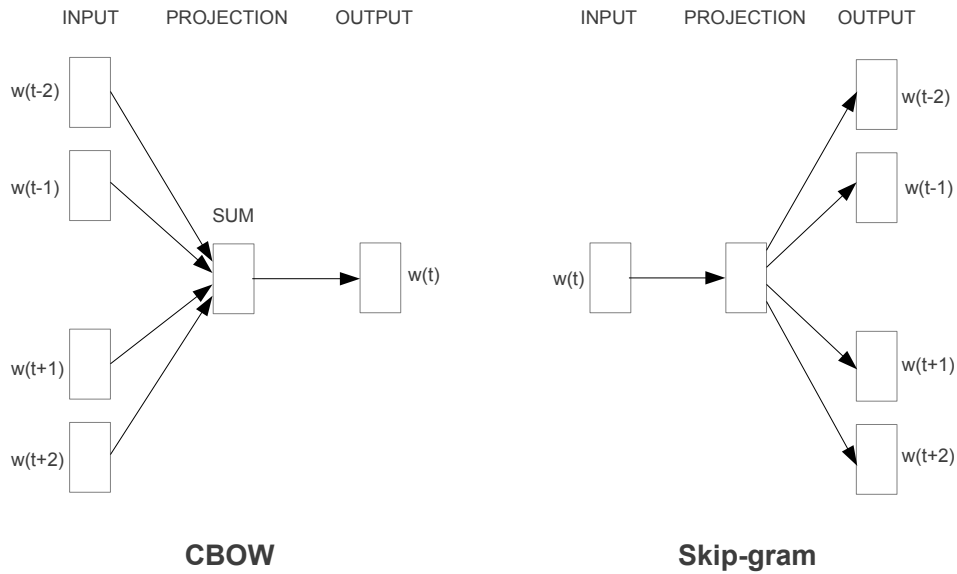 INPUT PROJECTION OUTPUT
w(t-2)
w(t-1)
SUM
w(t)
w(t+1)
w(t+2)
CBOW
INPUT PROJECTION OUTPUT
w(t-2)
w(t-1)
w(t)
w(t+1)
w(t+2)
Skip-gram